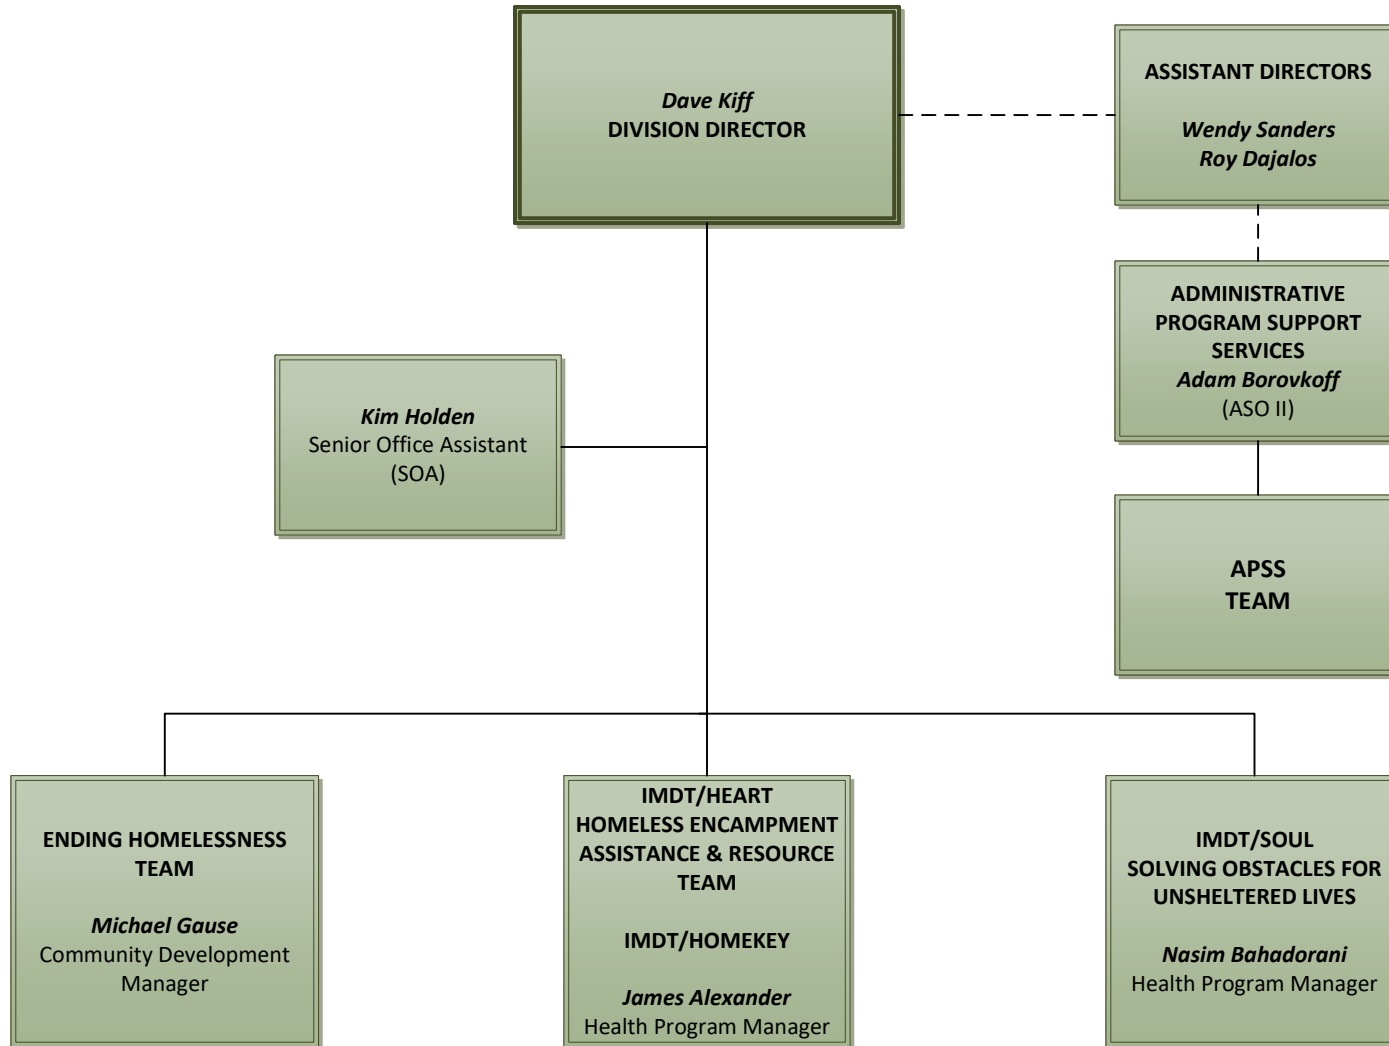 Dave Kiff
DIVISION DIRECTOR
ASSISTANT DIRECTORS
Wendy Sanders
Roy Dajalos
ADMINISTRATIVE
PROGRAM SUPPORT
SERVICES
Adam Borovkoff
(ASO II)
Kim Holden
Senior Office Assistant
(SOA)
APSS
TEAM
ENDING HOMELESSNESS
TEAM
Michael Gause
Community Development
Manager
IMDT/HEART
HOMELESS ENCAMPMENT
ASSISTANCE & RESOURCE
TEAM
IMDT/HOMEKEY
James Alexander
Health Program Manager
IMDT/SOUL
SOLVING OBSTACLES FOR
UNSHELTERED LIVES
Nasim Bahadorani
Health Program Manager